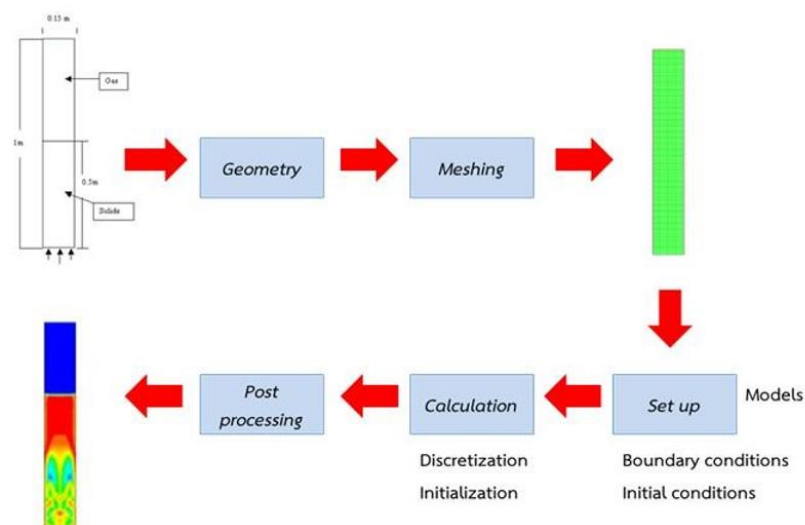 0.15 m
Gas
1m
0.5m
Solids
Geometry
Meshing
Post
processing
Calculation
Set up
Models
Discretization
Boundary conditions
Initialization
Initial conditions